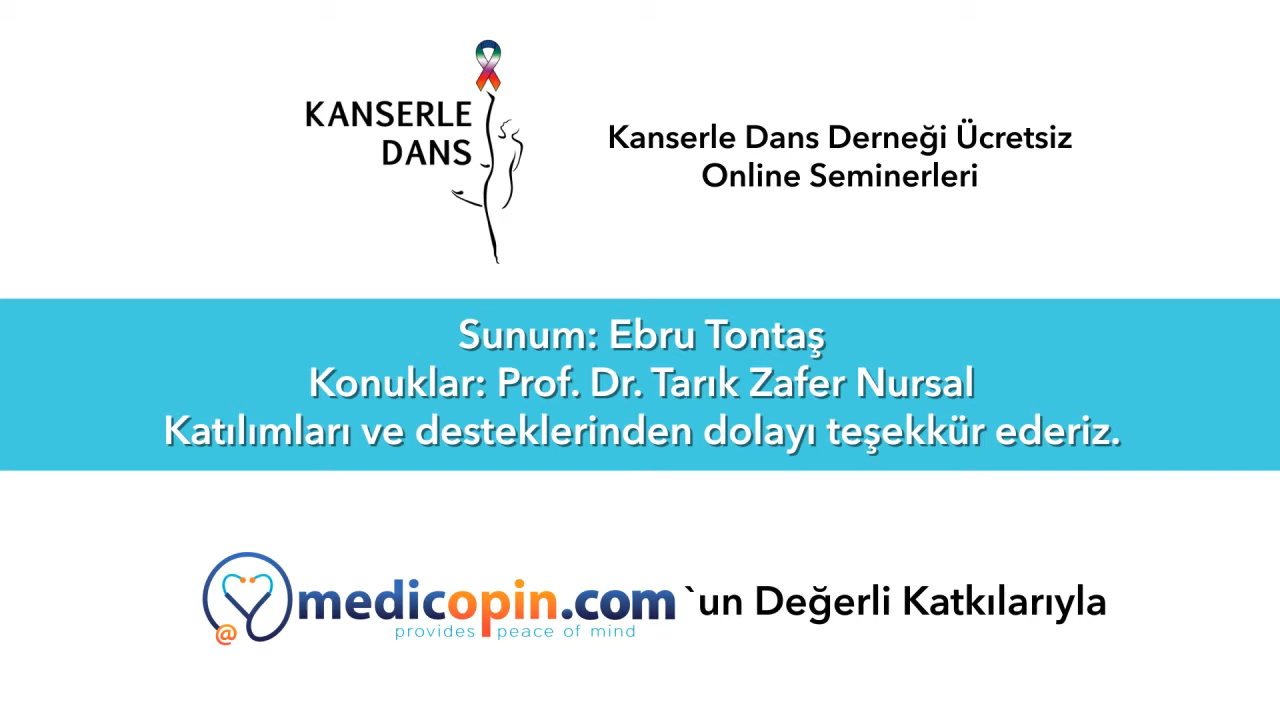 KANSERLE
DANS
Kanserle Dans Derneği Ücretsiz
Online Seminerleri
Sunum: Ebru Tontaş
Konuklar: Prof. Dr. Tarık Zafer Nursal
Katılımları ve desteklerinden dolayı teşekkür ederiz.
@medicopin.com `un Değerli Katkılarıyla
provides peace of mind